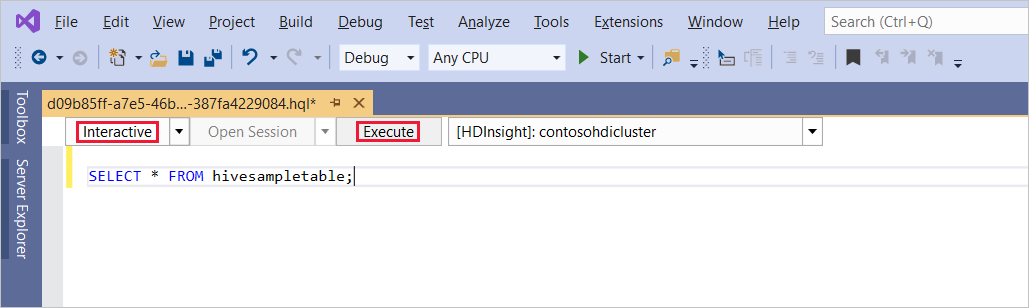 File Edit View Git Project Build Debug Test Analyze Tools Extensions Window Help Search (Ctrl+Q)
Debug Any CPU Start
d09b85ff-a7e5-46b...-387fa4229084.hql*
Interactive Open Session Execute [HDInsight]: contosohdicluster
SELECT * FROM hivesampletable;
Toolbox
Server Explorer